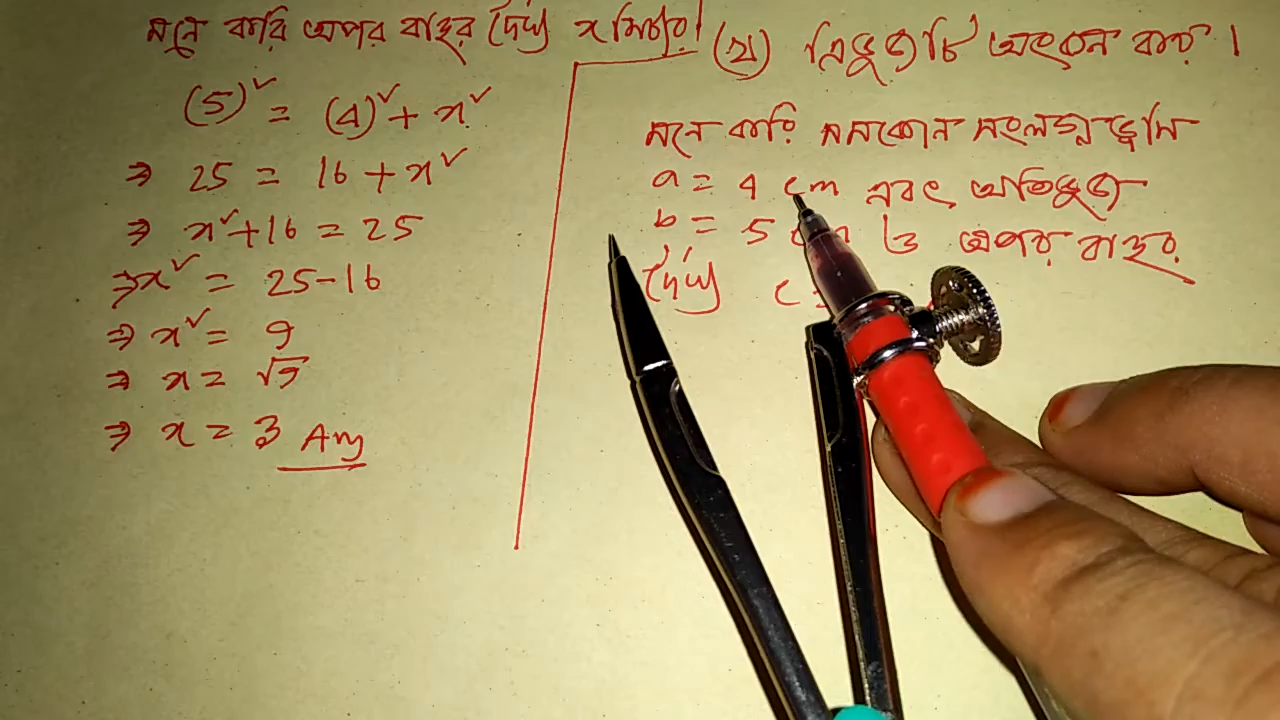 মনে করি অপর বাহুর দৈর্ঘ্য x মিটার।
(5)² = (4)² + x²
⇒ 25 = 16 + x²
⇒ x² + 16 = 25
⇒ x² = 25 - 16
⇒ x² = 9
⇒ x = √9
⇒ x = 3 Ans
(খ) ত্রিভুজটি অংকন কর।
মনে করি সমকোন সংলগ্ন ভূমি
a = 4 cm এবং অতিভুজ
b = 5 cm ও অপর বাহুর
দৈর্ঘ্য c =